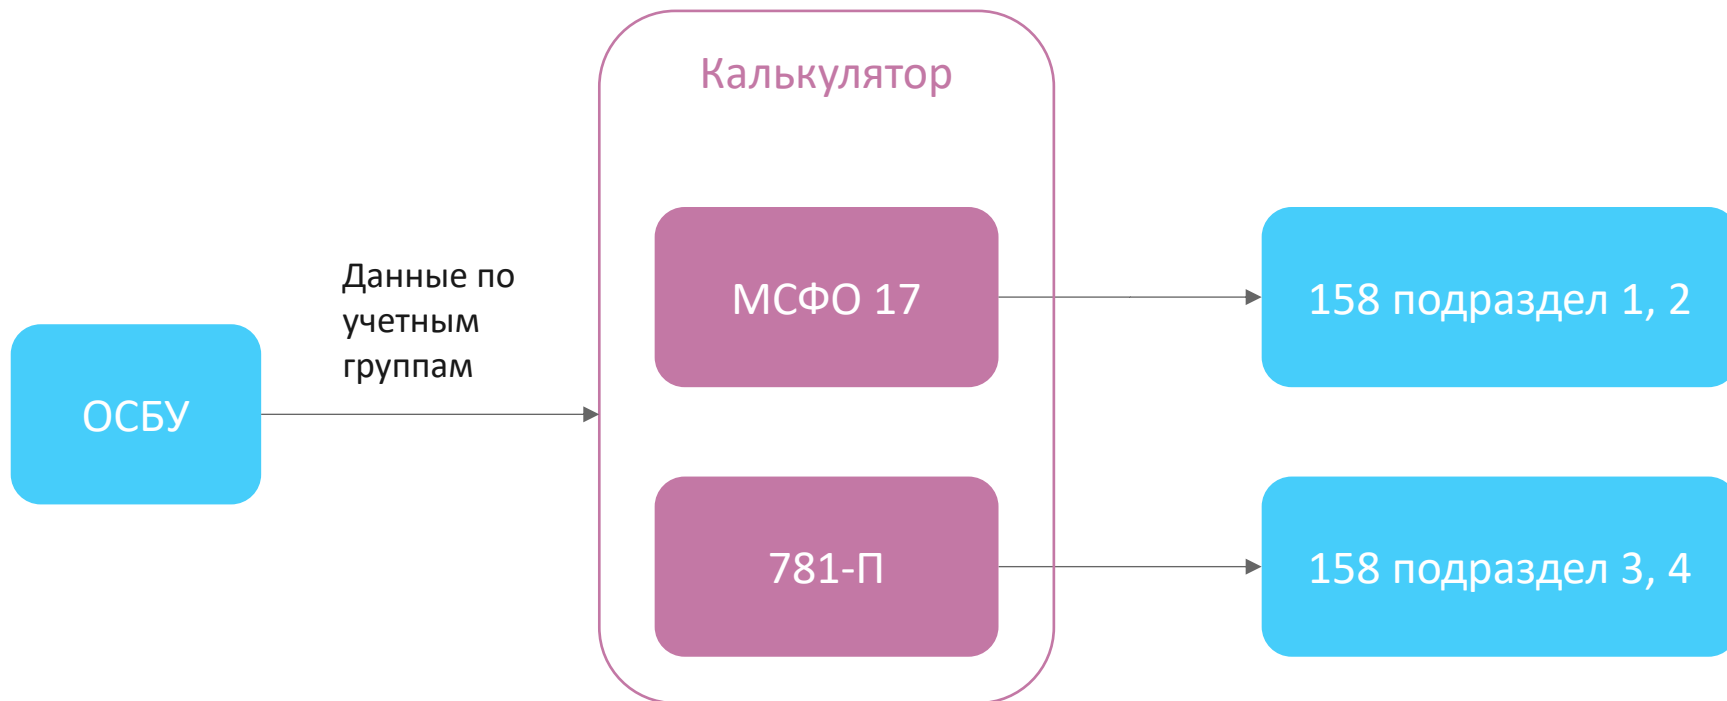 Калькулятор
Данные по
учетным
группам
ОСБУ
МСФО 17
158 подраздел 1, 2
781-П
158 подраздел 3, 4